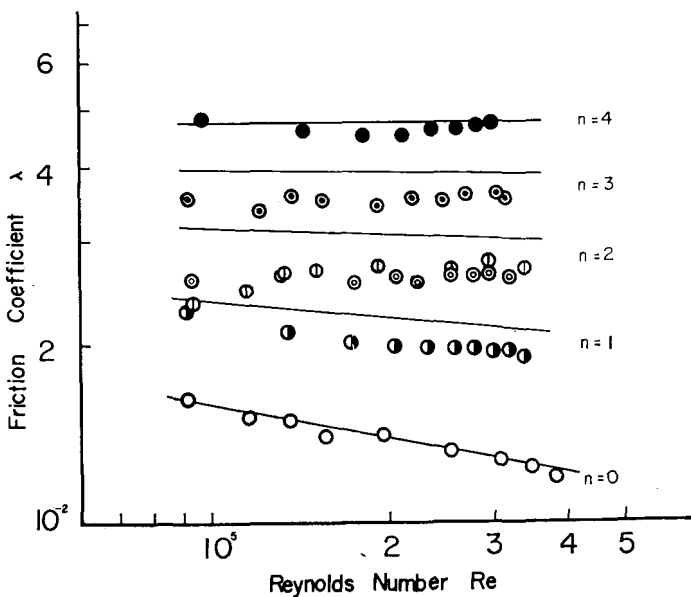 6
4
2
10⁻²
Friction Coefficient λ
n=4
n=3
n=2
n=1
n=0
10⁵
2
3
4
5
Reynolds Number Re